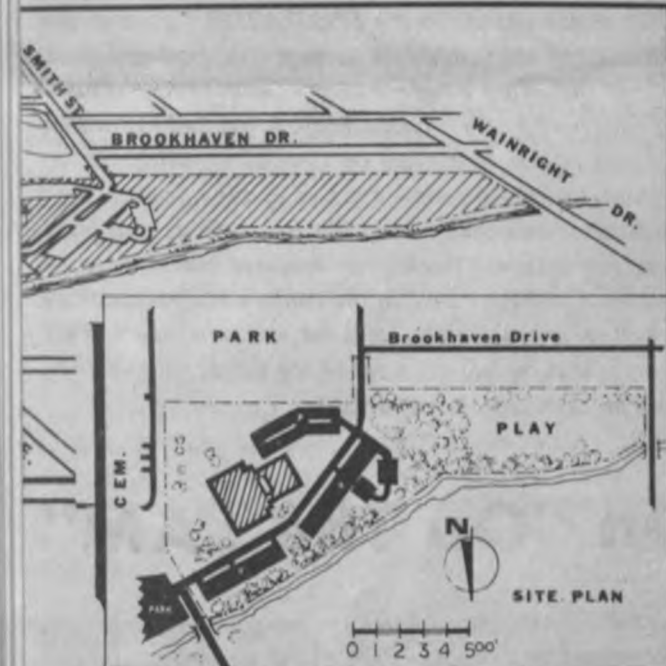 SMITH ST.
BROOKHAVEN DR.
WAINRIGHT DR.
PARK
Brookhaven Drive
CEM.
PLAY
N
PARK
SITE PLAN
0 1 2 3 4 500'